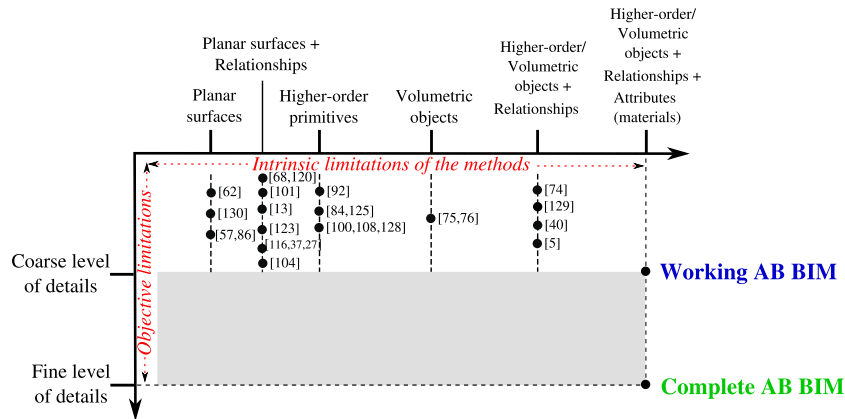 Planar surfaces +
Relationships
Planar
surfaces
Higher-order
primitives
Volumetric
objects
Higher-order/
Volumetric
objects +
Relationships
Higher-order/
Volumetric
objects +
Relationships +
Attributes
(materials)
Intrinsic limitations of the methods
Objective limitations
[62]
[130]
[57,86]
[68,120]
[101]
[13]
[123]
[116,37,27]
[104]
[92]
[84,125]
[100,108,128]
[75,76]
[74]
[129]
[40]
[5]
Coarse level
of details
Working AB BIM
Fine level
of details
Complete AB BIM